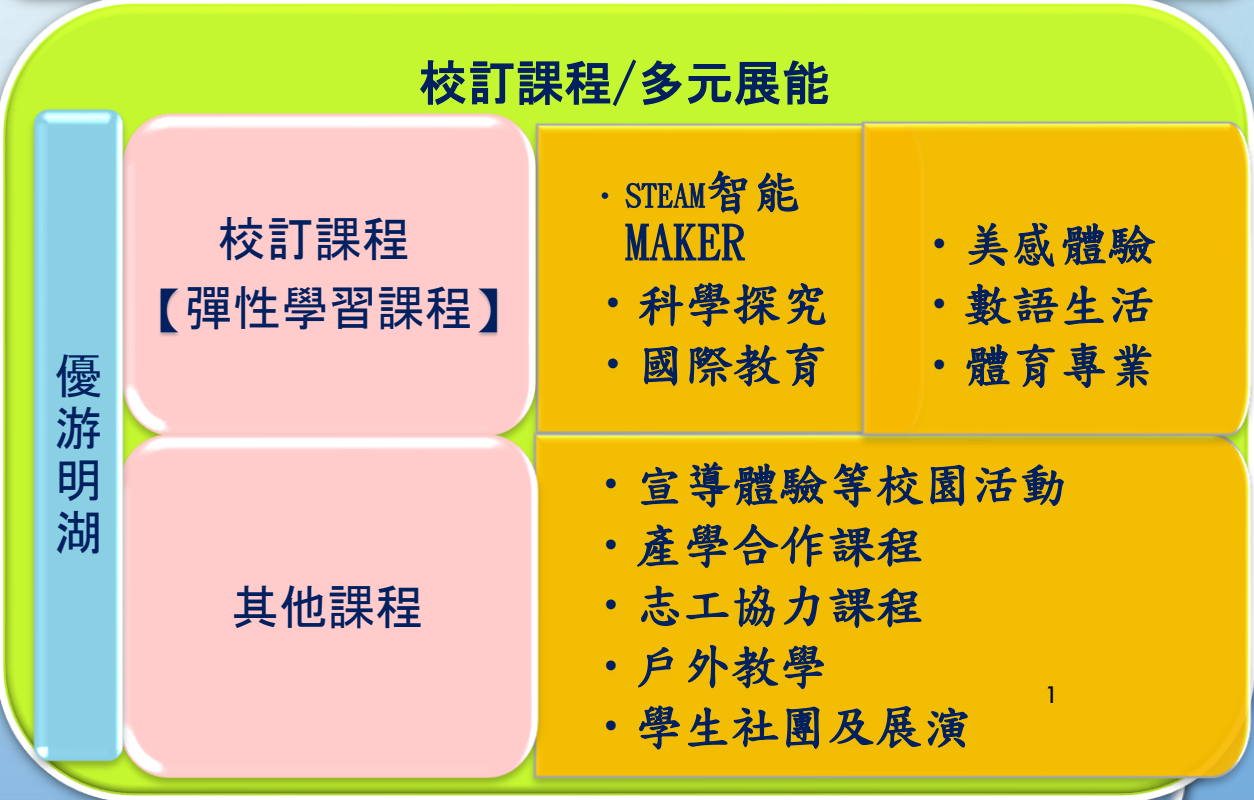 校訂課程/多元展能
優游明湖
校訂課程
【彈性學習課程】
・STEAM智能
MAKER
・科學探究
・國際教育
・美感體驗
・數語生活
・體育專業
其他課程
・宣導體驗等校園活動
・產學合作課程
・志工協力課程
・戶外教學
・學生社團及展演
1